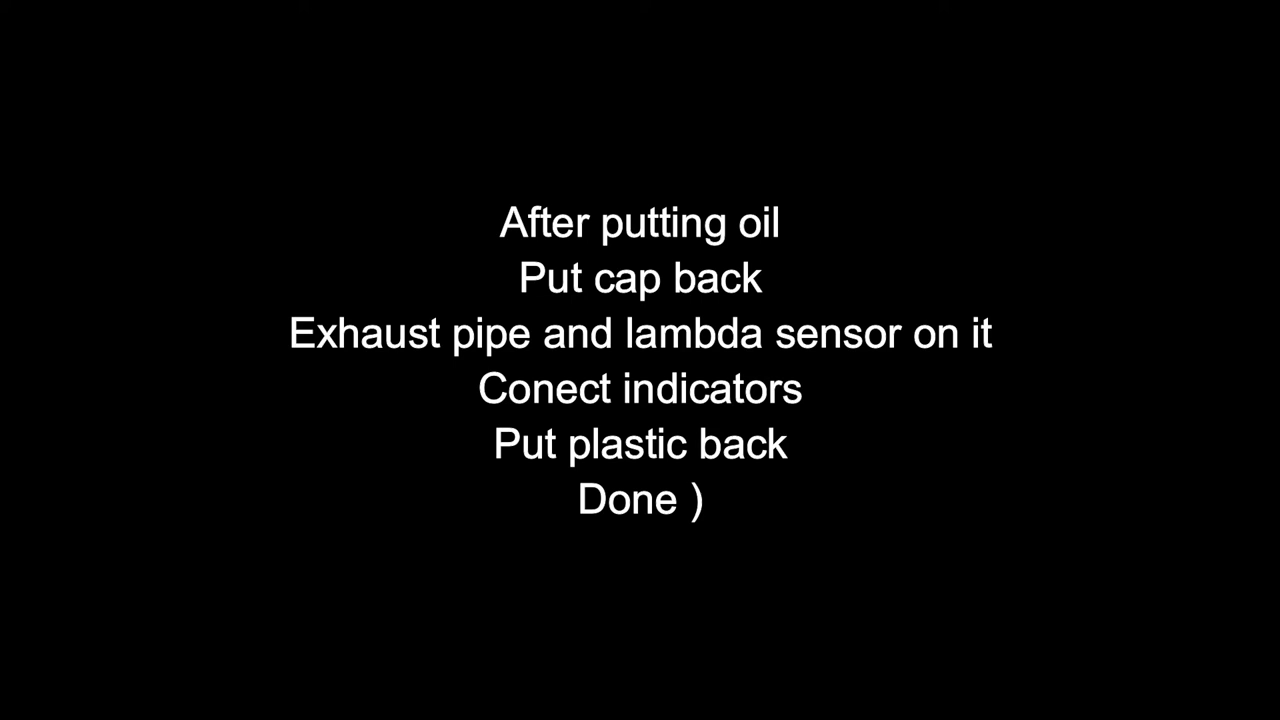 After putting oil
Put cap back
Exhaust pipe and lambda sensor on it
Conect indicators
Put plastic back
Done )